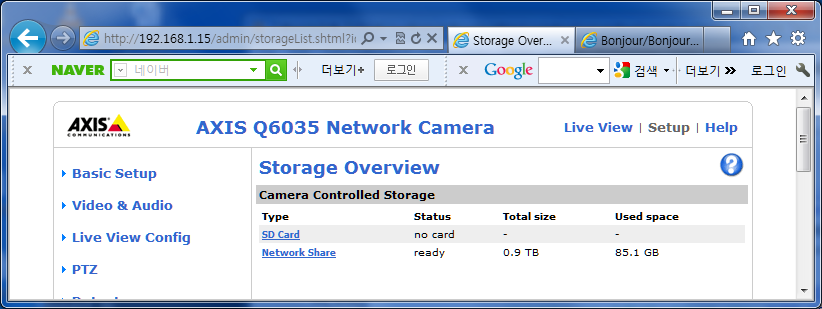 http://192.168.1.15/admin/storageList.shtml?i
Storage Over...
Bonjour/Bonjour...
x NAVER 네이버 더보기+ 로그인 x Google 검색 더보기 » 로그인
AXIS COMMUNICATIONS
AXIS Q6035 Network Camera
Live View | Setup | Help
Basic Setup
Video & Audio
Live View Config
PTZ
Storage Overview
?
Camera Controlled Storage
Type Status Total size Used space
SD Card no card - -
Network Share ready 0.9 TB 85.1 GB